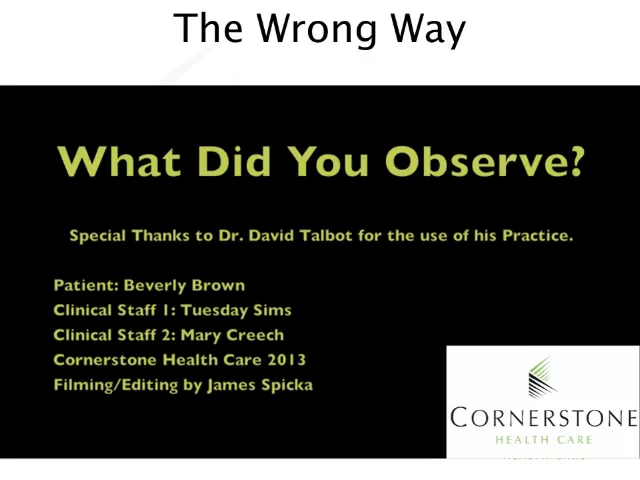 The Wrong Way
What Did You Observe?
Special Thanks to Dr. David Talbot for the use of his Practice.
Patient: Beverly Brown
Clinical Staff 1: Tuesday Sims
Clinical Staff 2: Mary Creech
Cornerstone Health Care 2013
Filming/Editing by James Spicka
CORNERSTONE
HEALTH CARE